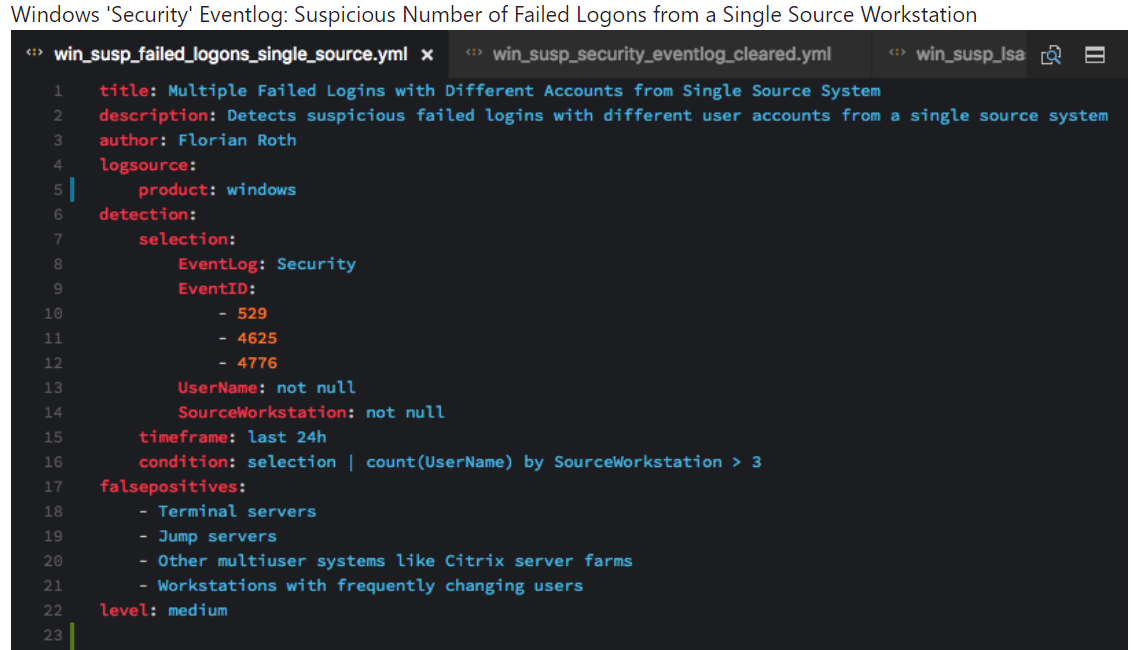 Windows 'Security' Eventlog: Suspicious Number of Failed Logons from a Single Source Workstation
win_susp_failed_logons_single_source.yml × win_susp_security_eventlog_cleared.yml win_susp_lsa
1 title: Multiple Failed Logins with Different Accounts from Single Source System
2 description: Detects suspicious failed logins with different user accounts from a single source system
3 author: Florian Roth
4 logsource:
5     product: windows
6 detection:
7     selection:
8         EventLog: Security
9         EventID:
10             - 529
11             - 4625
12             - 4776
13         UserName: not null
14         SourceWorkstation: not null
15     timeframe: last 24h
16     condition: selection | count(UserName) by SourceWorkstation > 3
17 falsepositives:
18     - Terminal servers
19     - Jump servers
20     - Other multiuser systems like Citrix server farms
21     - Workstations with frequently changing users
22 level: medium
23